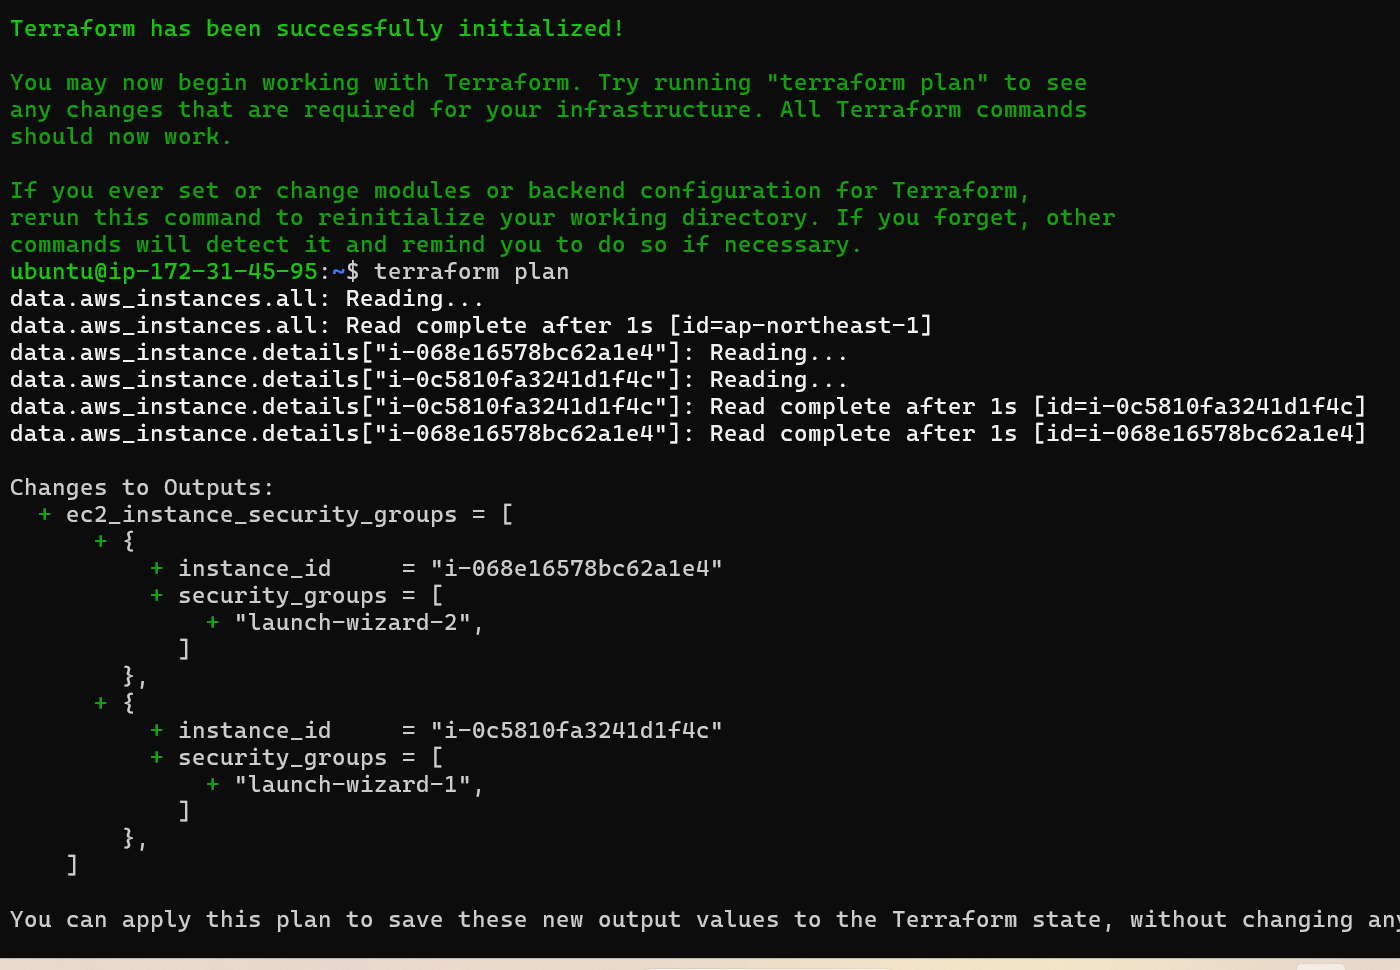 Terraform has been successfully initialized!
You may now begin working with Terraform. Try running "terraform plan" to see
any changes that are required for your infrastructure. All Terraform commands
should now work.
If you ever set or change modules or backend configuration for Terraform,
rerun this command to reinitialize your working directory. If you forget, other
commands will detect it and remind you to do so if necessary.
ubuntu@ip-172-31-45-95:~$ terraform plan
data.aws_instances.all: Reading...
data.aws_instances.all: Read complete after 1s [id=ap-northeast-1]
data.aws_instance.details["i-068e16578bc62a1e4"]: Reading...
data.aws_instance.details["i-0c5810fa3241d1f4c"]: Reading...
data.aws_instance.details["i-0c5810fa3241d1f4c"]: Read complete after 1s [id=i-0c5810fa3241d1f4c]
data.aws_instance.details["i-068e16578bc62a1e4"]: Read complete after 1s [id=i-068e16578bc62a1e4]
Changes to Outputs:
  + ec2_instance_security_groups = [
      + {
          + instance_id     = "i-068e16578bc62a1e4"
          + security_groups = [
              + "launch-wizard-2",
            ]
        },
      + {
          + instance_id     = "i-0c5810fa3241d1f4c"
          + security_groups = [
              + "launch-wizard-1",
            ]
        },
    ]
You can apply this plan to save these new output values to the Terraform state, without changing